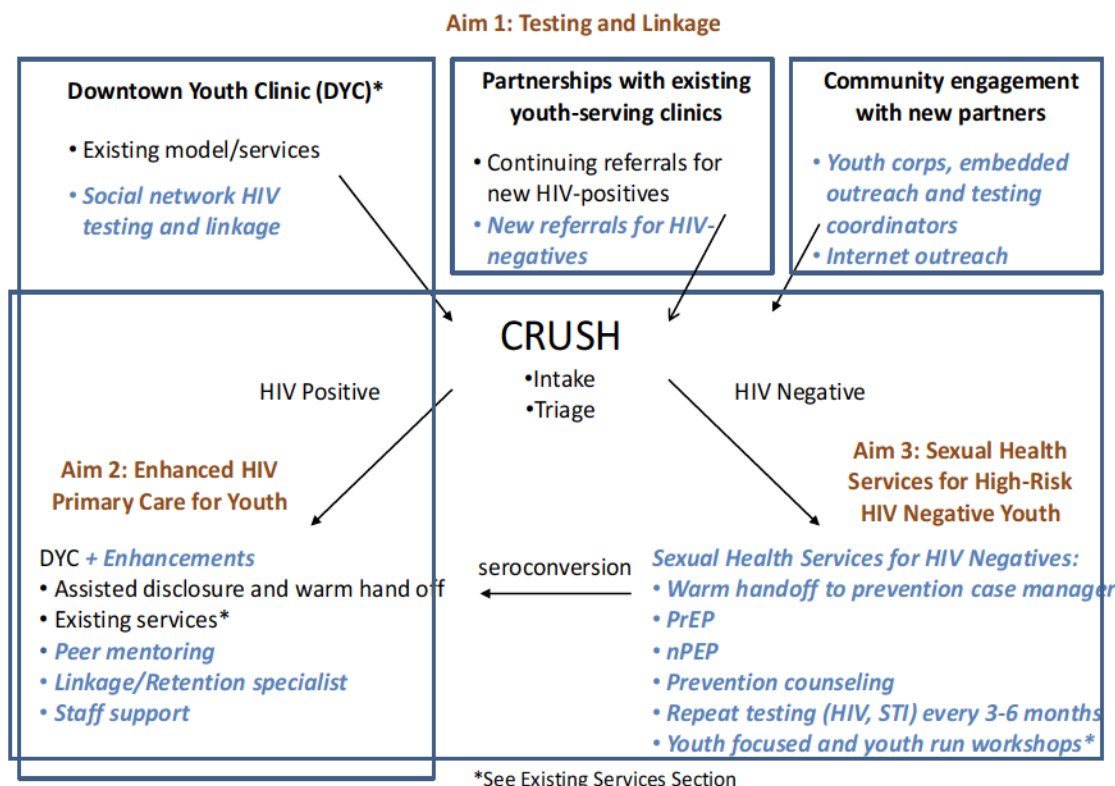 Aim 1: Testing and Linkage
Downtown Youth Clinic (DYC)*
• Existing model/services
• Social network HIV
testing and linkage
Partnerships with existing
youth-serving clinics
• Continuing referrals for
new HIV-positives
• New referrals for HIV-
negatives
Community engagement
with new partners
• Youth corps, embedded
outreach and testing
coordinators
• Internet outreach
CRUSH
•Intake
•Triage
HIV Positive
HIV Negative
Aim 2: Enhanced HIV
Primary Care for Youth
DYC + Enhancements
• Assisted disclosure and warm hand off
• Existing services*
• Peer mentoring
• Linkage/Retention specialist
• Staff support
seroconversion
Aim 3: Sexual Health
Services for High-Risk
HIV Negative Youth
Sexual Health Services for HIV Negatives:
• Warm handoff to prevention case manager
• PrEP
• nPEP
• Prevention counseling
• Repeat testing (HIV, STI) every 3-6 months
• Youth focused and youth run workshops*
*See Existing Services Section